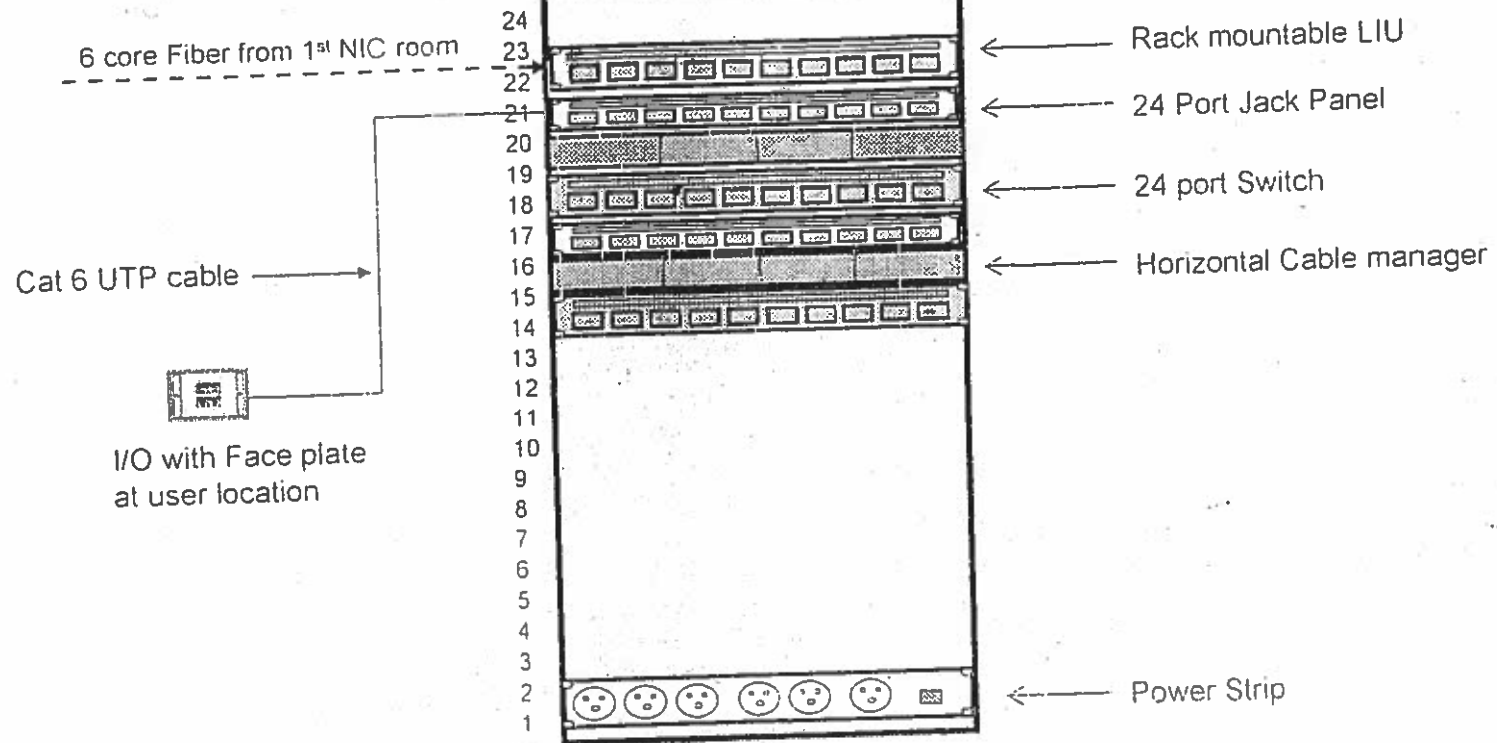 24
6 core Fiber from 1st NIC room
23
Rack mountable LIU
22
21
24 Port Jack Panel
20
19
24 port Switch
18
17
16
Horizontal Cable manager
Cat 6 UTP cable
15
14
13
12
11
10
I/O with Face plate
at user location
9
8
7
6
5
4
3
2
Power Strip
1